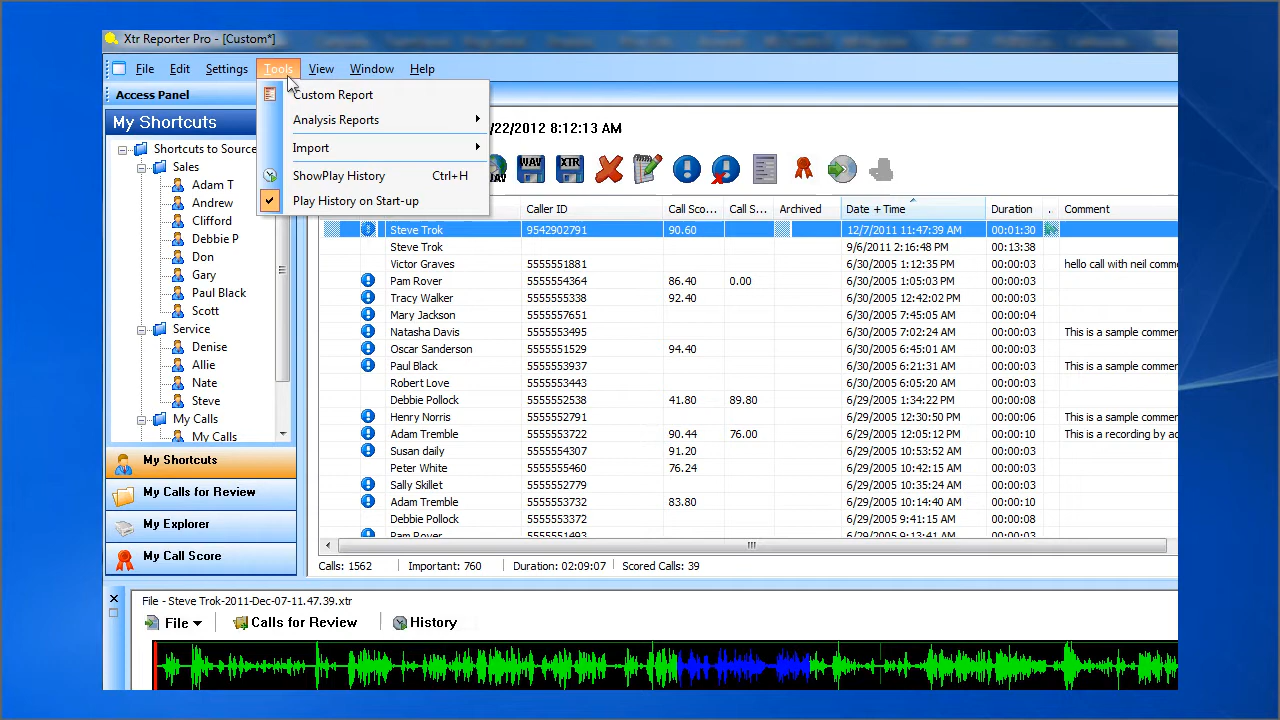 Xtr Reporter Pro - [Custom*]
File Edit Settings Tools View Window Help
Access Panel
Custom Report
Analysis Reports
Import
ShowPlay History Ctrl+H
Play History on Start-up
My Shortcuts
/22/2012 8:12:13 AM
Shortcuts to Source
Sales
Adam T
Andrew
Clifford
Debbie P
Don
Gary
Paul Black
Scott
Service
Denise
Allie
Nate
Steve
My Calls
My Calls
My Shortcuts
My Calls for Review
My Explorer
My Call Score
WAV WAV XTR
Caller ID Call Sco... Call S... Archived Date + Time Duration . Comment
Steve Trok 9542902791 90.60 12/7/2011 11:47:39 AM 00:01:30
Steve Trok 9/6/2011 2:16:48 PM 00:13:38
Victor Graves 5555551881 6/30/2005 1:12:35 PM 00:00:03 hello call with neil comme
Pam Rover 5555554364 86.40 0.00 6/30/2005 1:05:03 PM 00:00:03
Tracy Walker 5555555338 92.40 6/30/2005 12:42:02 PM 00:00:03
Mary Jackson 5555557651 6/30/2005 7:45:05 AM 00:00:04
Natasha Davis 5555553495 6/30/2005 7:02:24 AM 00:00:03 This is a sample commer
Oscar Sanderson 5555551529 94.40 6/30/2005 6:45:01 AM 00:00:03
Paul Black 5555553937 6/30/2005 6:21:31 AM 00:00:03 This is a sample commer
Robert Love 5555553443 6/30/2005 6:05:20 AM 00:00:03
Debbie Pollock 5555552538 41.80 89.80 6/29/2005 1:34:22 PM 00:00:08
Henry Norris 5555552791 6/29/2005 12:30:50 PM 00:00:06 This is a sample commer
Adam Tremble 5555553722 90.44 76.00 6/29/2005 12:05:12 PM 00:00:10 This is a recording by ac
Susan daily 5555554307 91.20 6/29/2005 10:53:52 AM 00:00:03
Peter White 5555555460 76.24 6/29/2005 10:42:15 AM 00:00:03
Sally Skillet 5555552779 6/29/2005 10:35:24 AM 00:00:03
Adam Tremble 5555553732 83.80 6/29/2005 10:14:40 AM 00:00:10
Debbie Pollock 5555553372 6/29/2005 9:41:15 AM 00:00:08
Pam Rover 5555551493 6/29/2005 9:13:41 AM 00:00:03
Calls: 1562 Important: 760 Duration: 02:09:07 Scored Calls: 39
File - Steve Trok-2011-Dec-07-11.47.39.xtr
File Calls for Review History